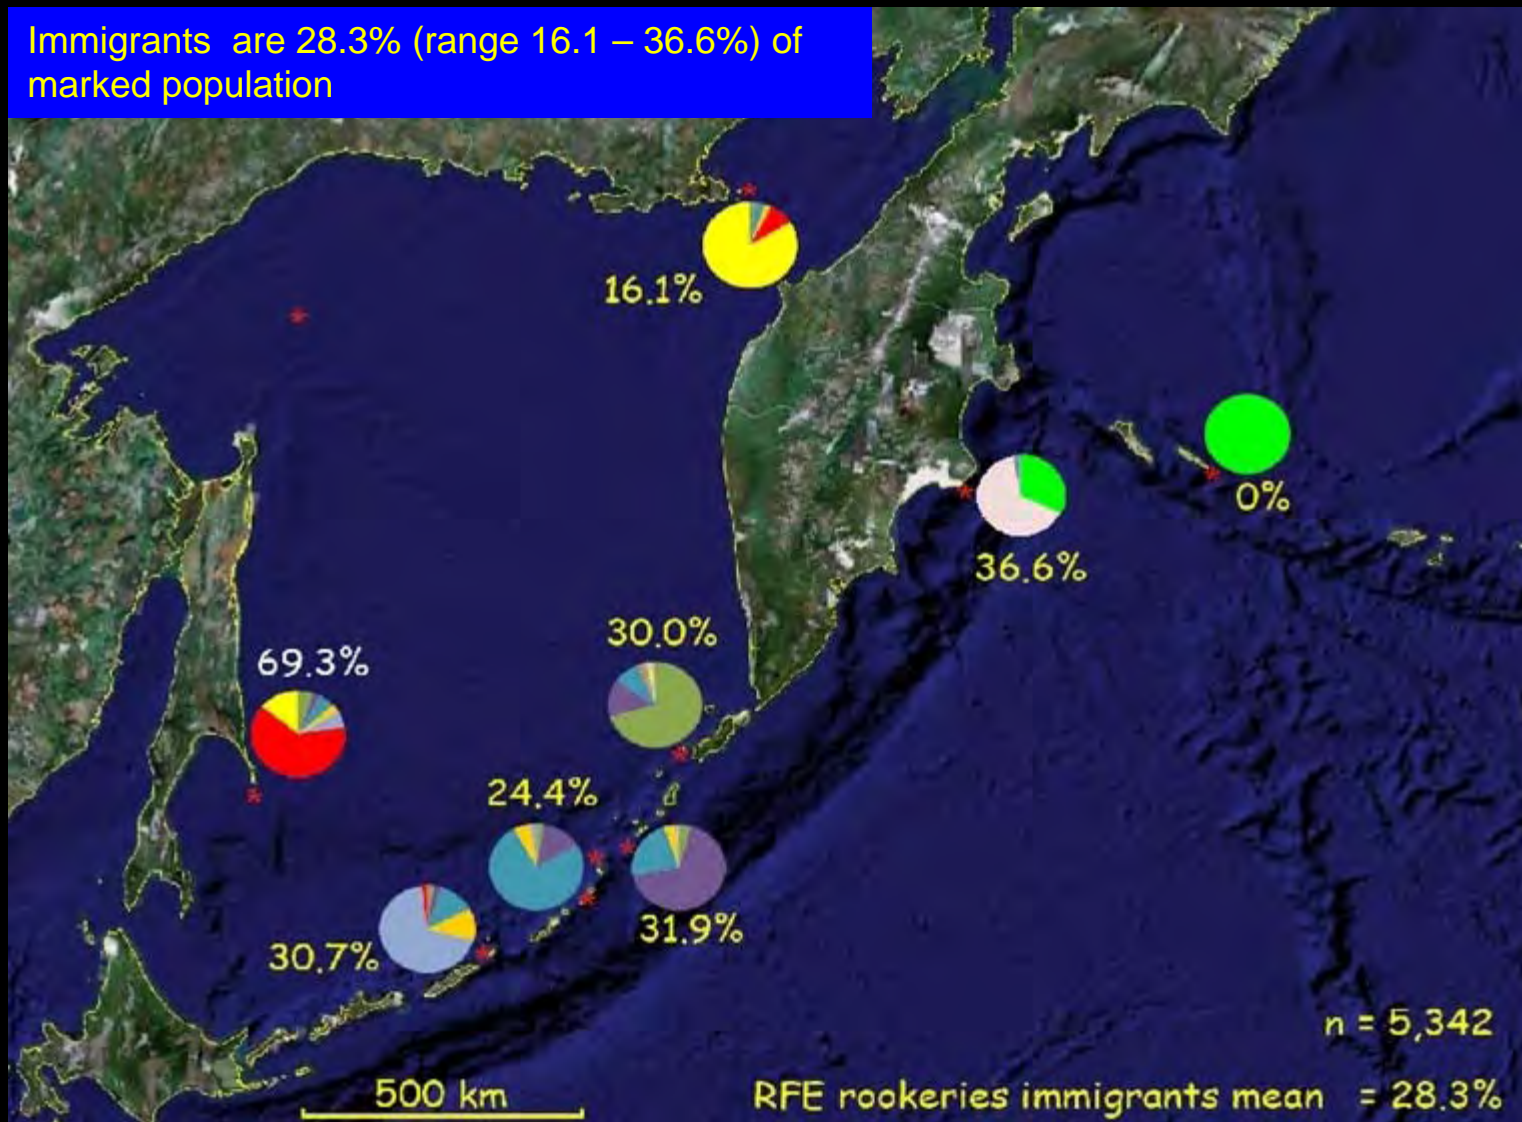 Immigrants are 28.3% (range 16.1 – 36.6%) of
marked population
16.1%
0%
36.6%
30.0%
69.3%
24.4%
31.9%
30.7%
n = 5,342
500 km
RFE rookeries immigrants mean = 28.3%